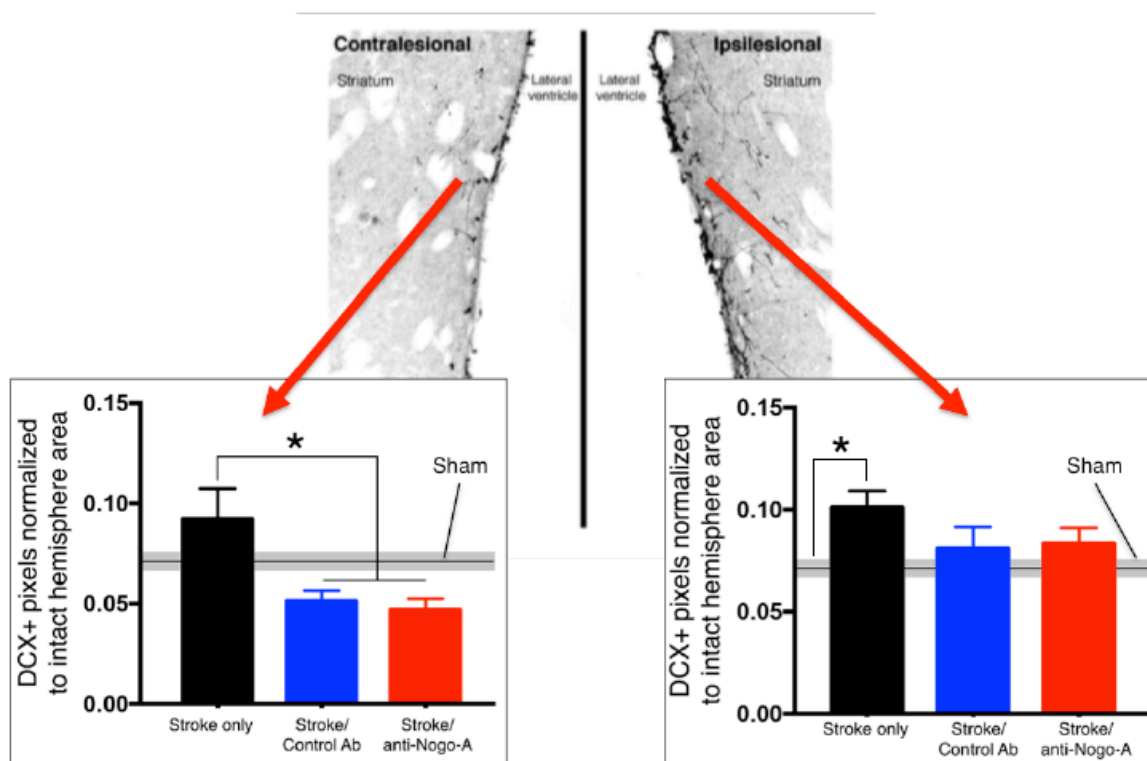 Contralesional
Ipsilesional
Striatum
Lateral
ventricle
Lateral
ventricle
Striatum
DCX+ pixels normalized
to intact hemisphere area
0.15
0.10
0.05
0.00
*
Sham
Stroke only
Stroke/
Control Ab
Stroke/
anti-Nogo-A
DCX+ pixels normalized
to intact hemisphere area
0.15
0.10
0.05
0.00
*
Sham
Stroke only
Stroke/
Control Ab
Stroke/
anti-Nogo-A